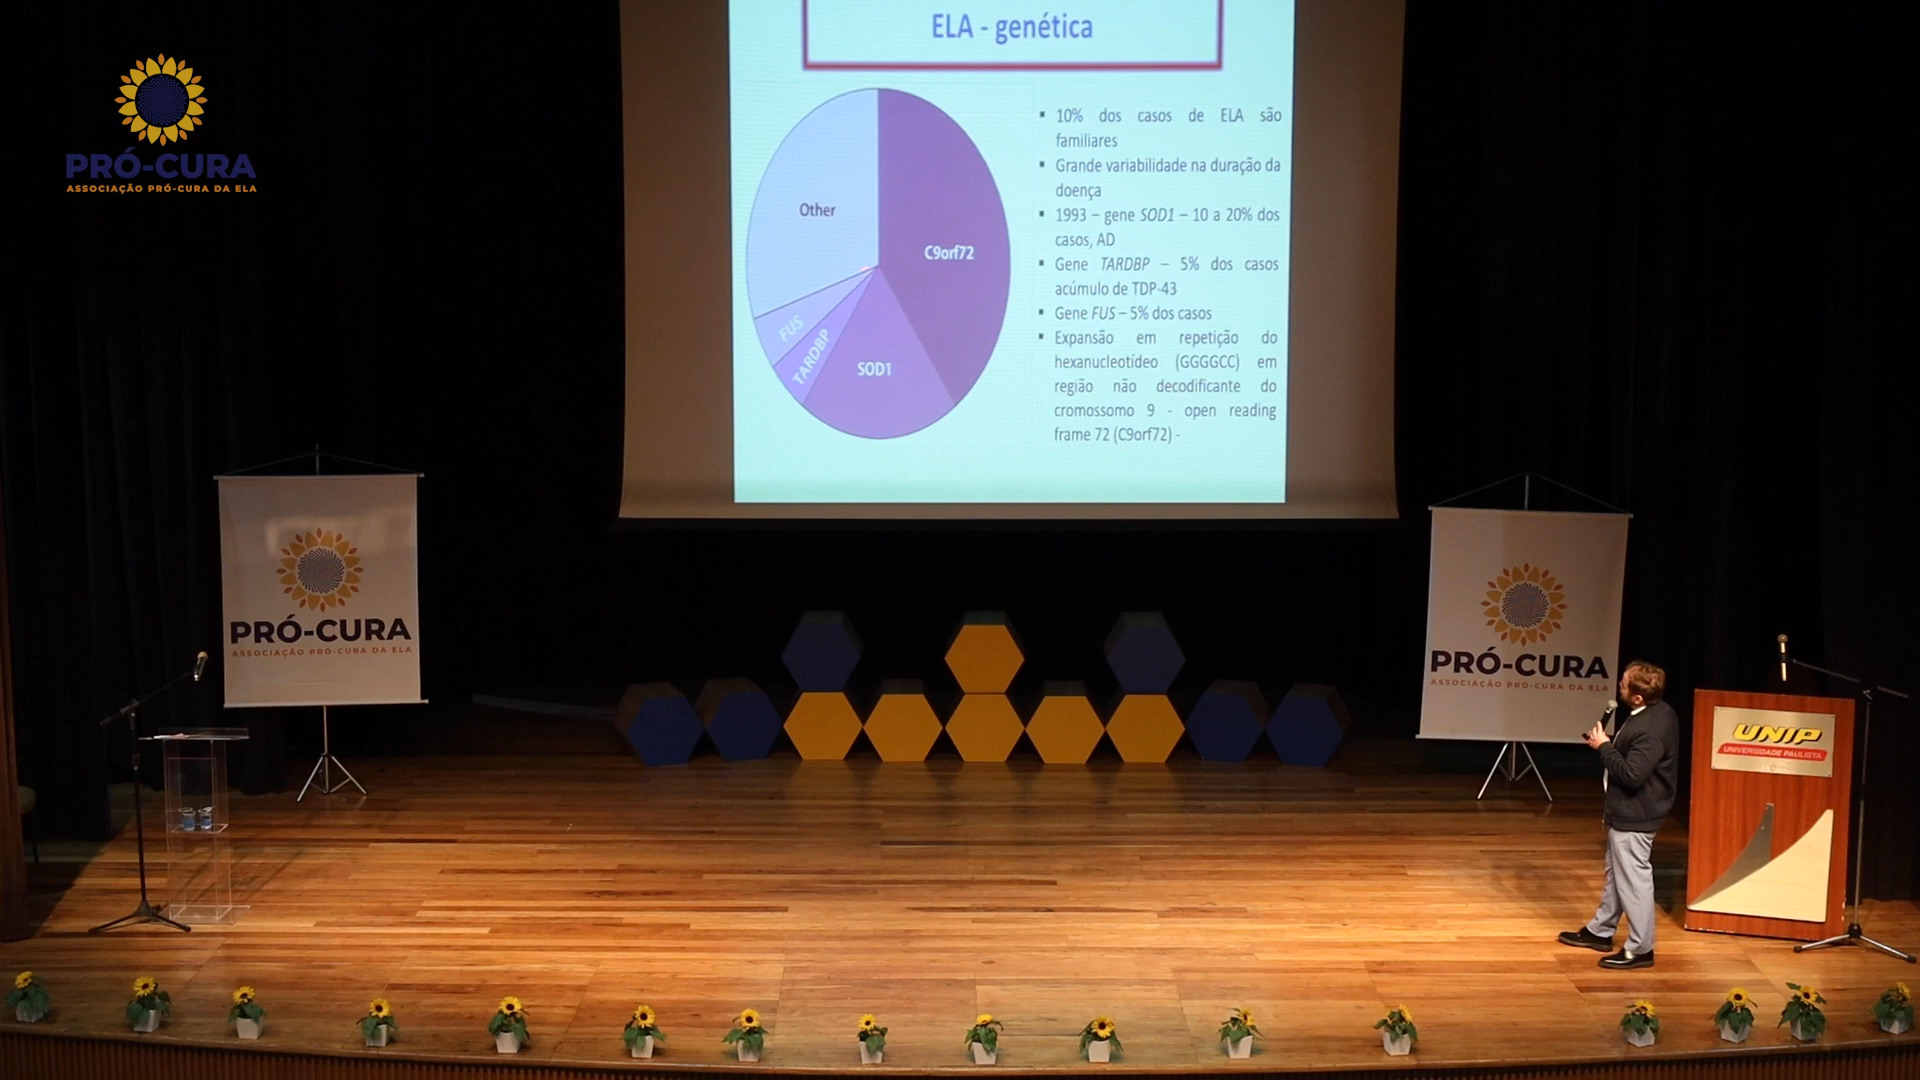 PRÓ-CURA
ASSOCIAÇÃO PRÓ-CURA DA ELA
ELA - genética
Other
C9orf72
FUS
TARDBP
SOD1
▪ 10% dos casos de ELA são
familiares
▪ Grande variabilidade na duração da
doença
▪ 1993 – gene SOD1 – 10 a 20% dos
casos, AD
▪ Gene TARDBP – 5% dos casos
acúmulo de TDP-43
▪ Gene FUS – 5% dos casos
▪ Expansão em repetição do
hexanucleotídeo (GGGGCC) em
região não decodificante do
cromossomo 9 - open reading
frame 72 (C9orf72) -
PRÓ-CURA
ASSOCIAÇÃO PRÓ-CURA DA ELA
PRÓ-CURA
ASSOCIAÇÃO PRÓ-CURA DA ELA
UNIP
UNIVERSIDADE PAULISTA